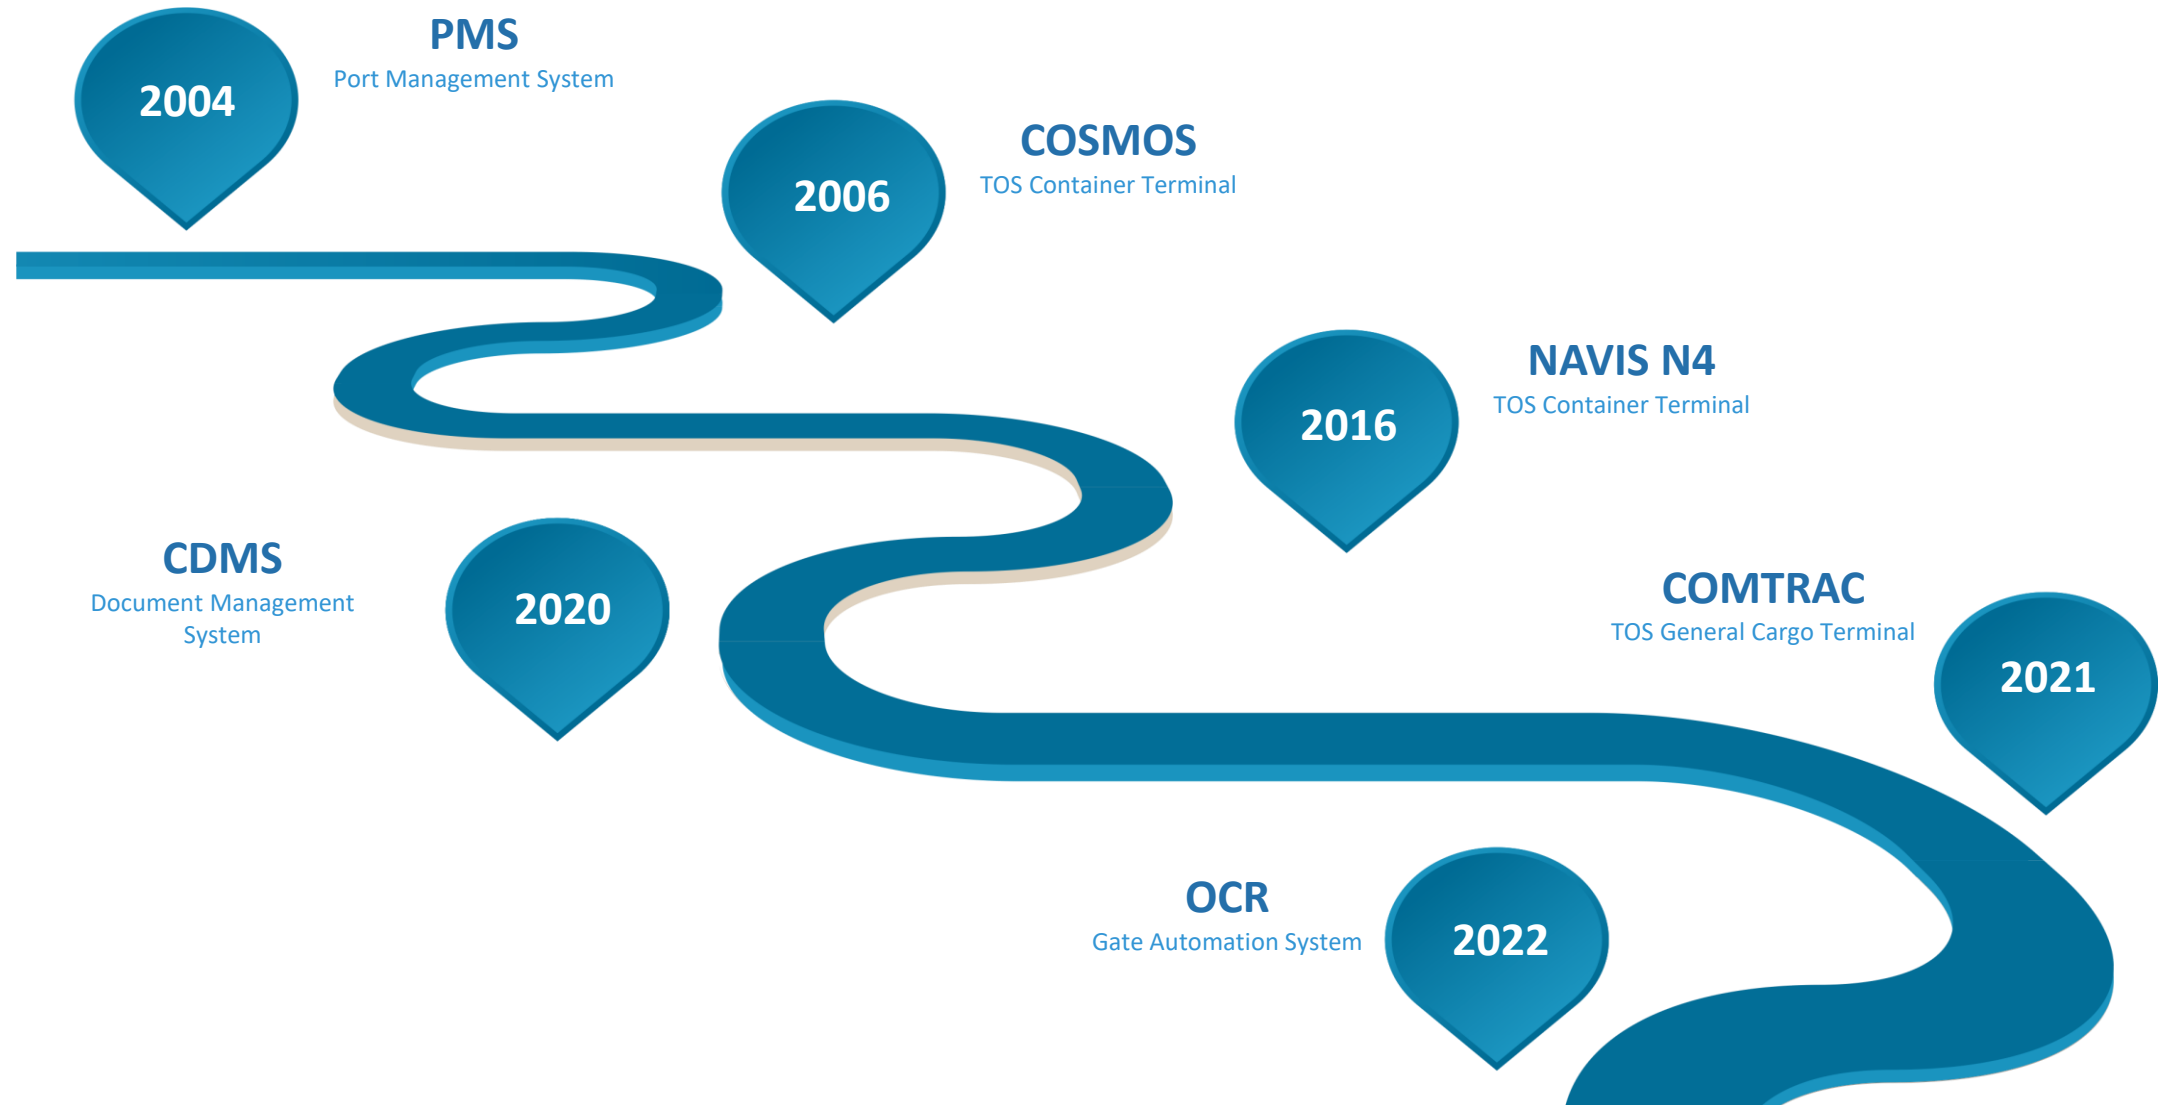 2004
PMS
Port Management System
2006
COSMOS
TOS Container Terminal
2016
NAVIS N4
TOS Container Terminal
CDMS
Document Management
System
2020
COMTRAC
TOS General Cargo Terminal
2021
OCR
Gate Automation System
2022